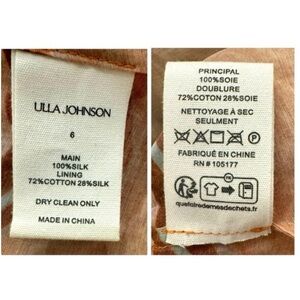 ULLA JOHNSON
6
MAIN
100%SILK
LINING
72%COTTON 28%SILK
DRY CLEAN ONLY
MADE IN CHINA
PRINCIPAL
100%SOIE
DOUBLURE
72%COTON 28%SOIE
NETTOYAGE À SEC
SEULMENT
P
FABRIQUÉ EN CHINE
RN # 105177
FR
quefairedemesdechets.fr